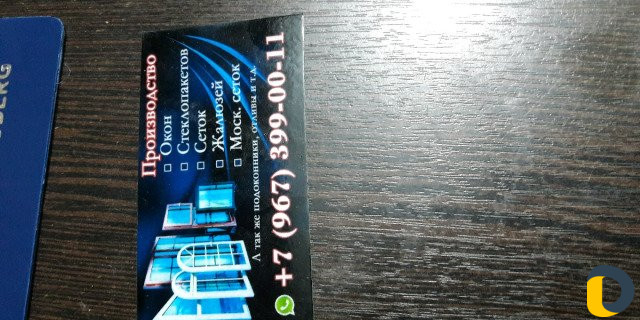 Производство
□ Окон
□ Стеклопакетов
□ Сеток
□ Жалюзей
□ Моск. сеток
А так же подоконники, отливы и т.д.
+7 (967) 399-00-11